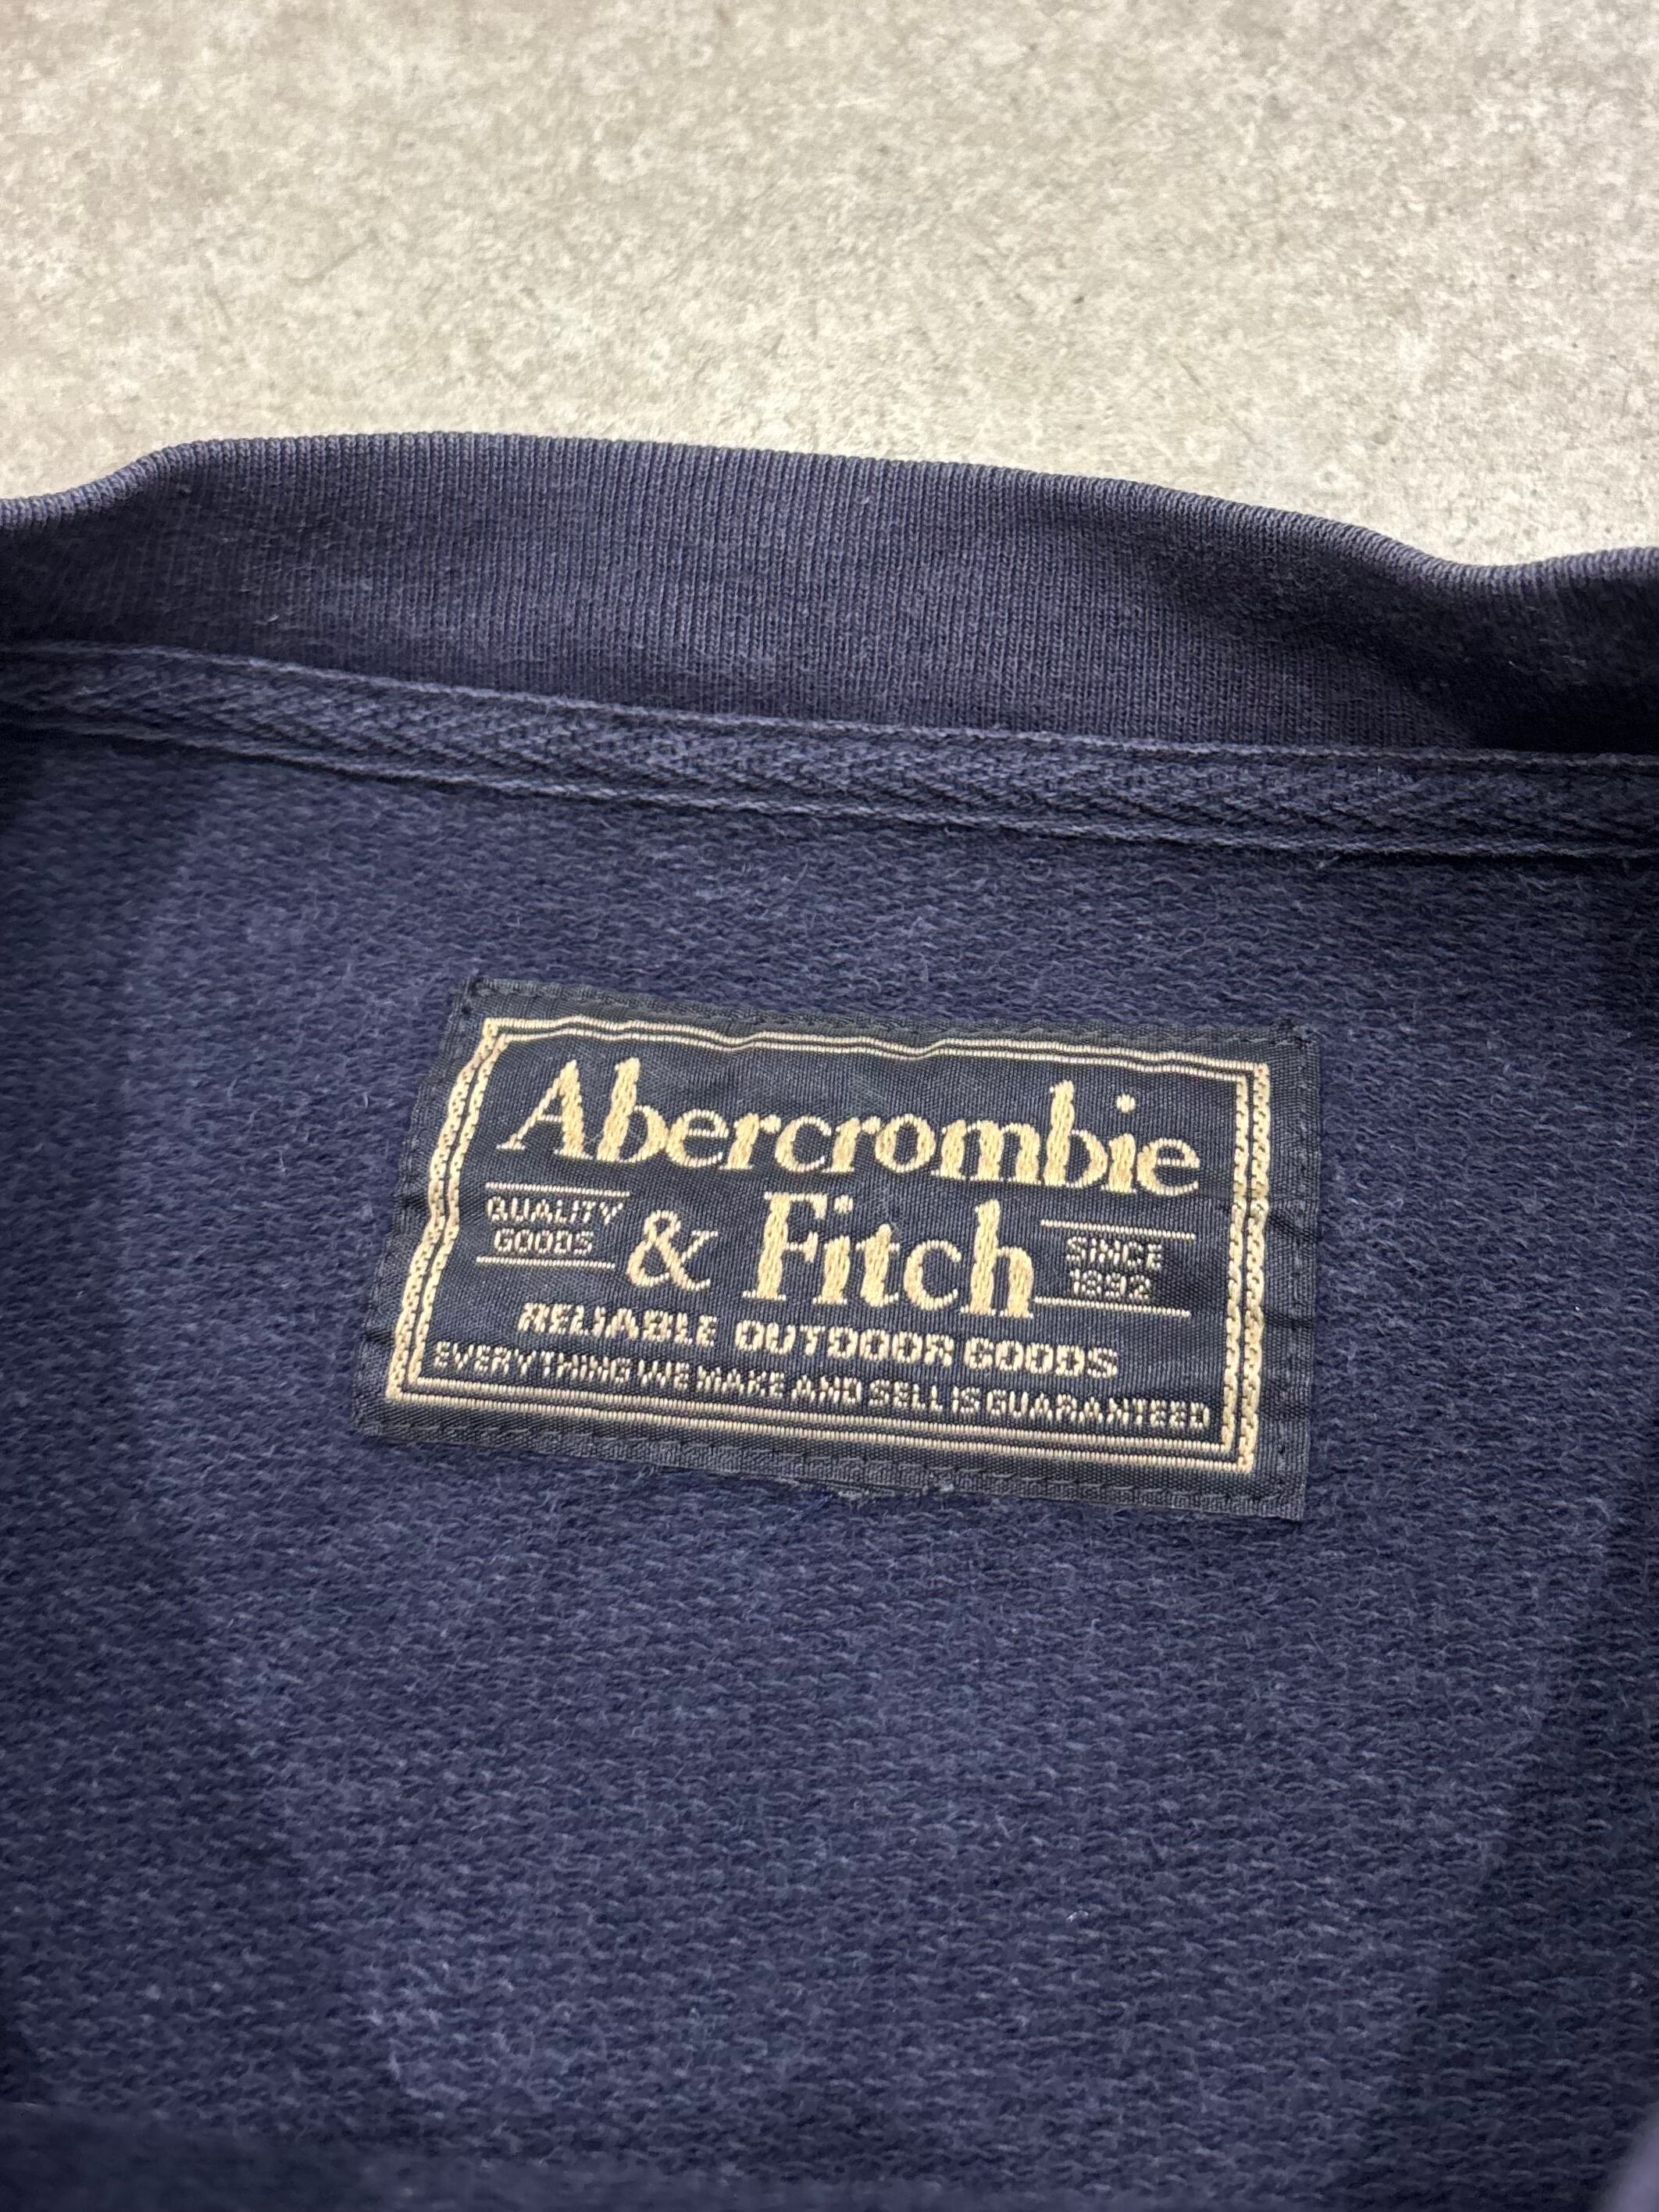 Abercrombie
QUALITY
GOODS
& Fitch
SINCE
1892
RELIABLE OUTDOOR GOODS
EVERYTHING WE MAKE AND SELL IS GUARANTEED